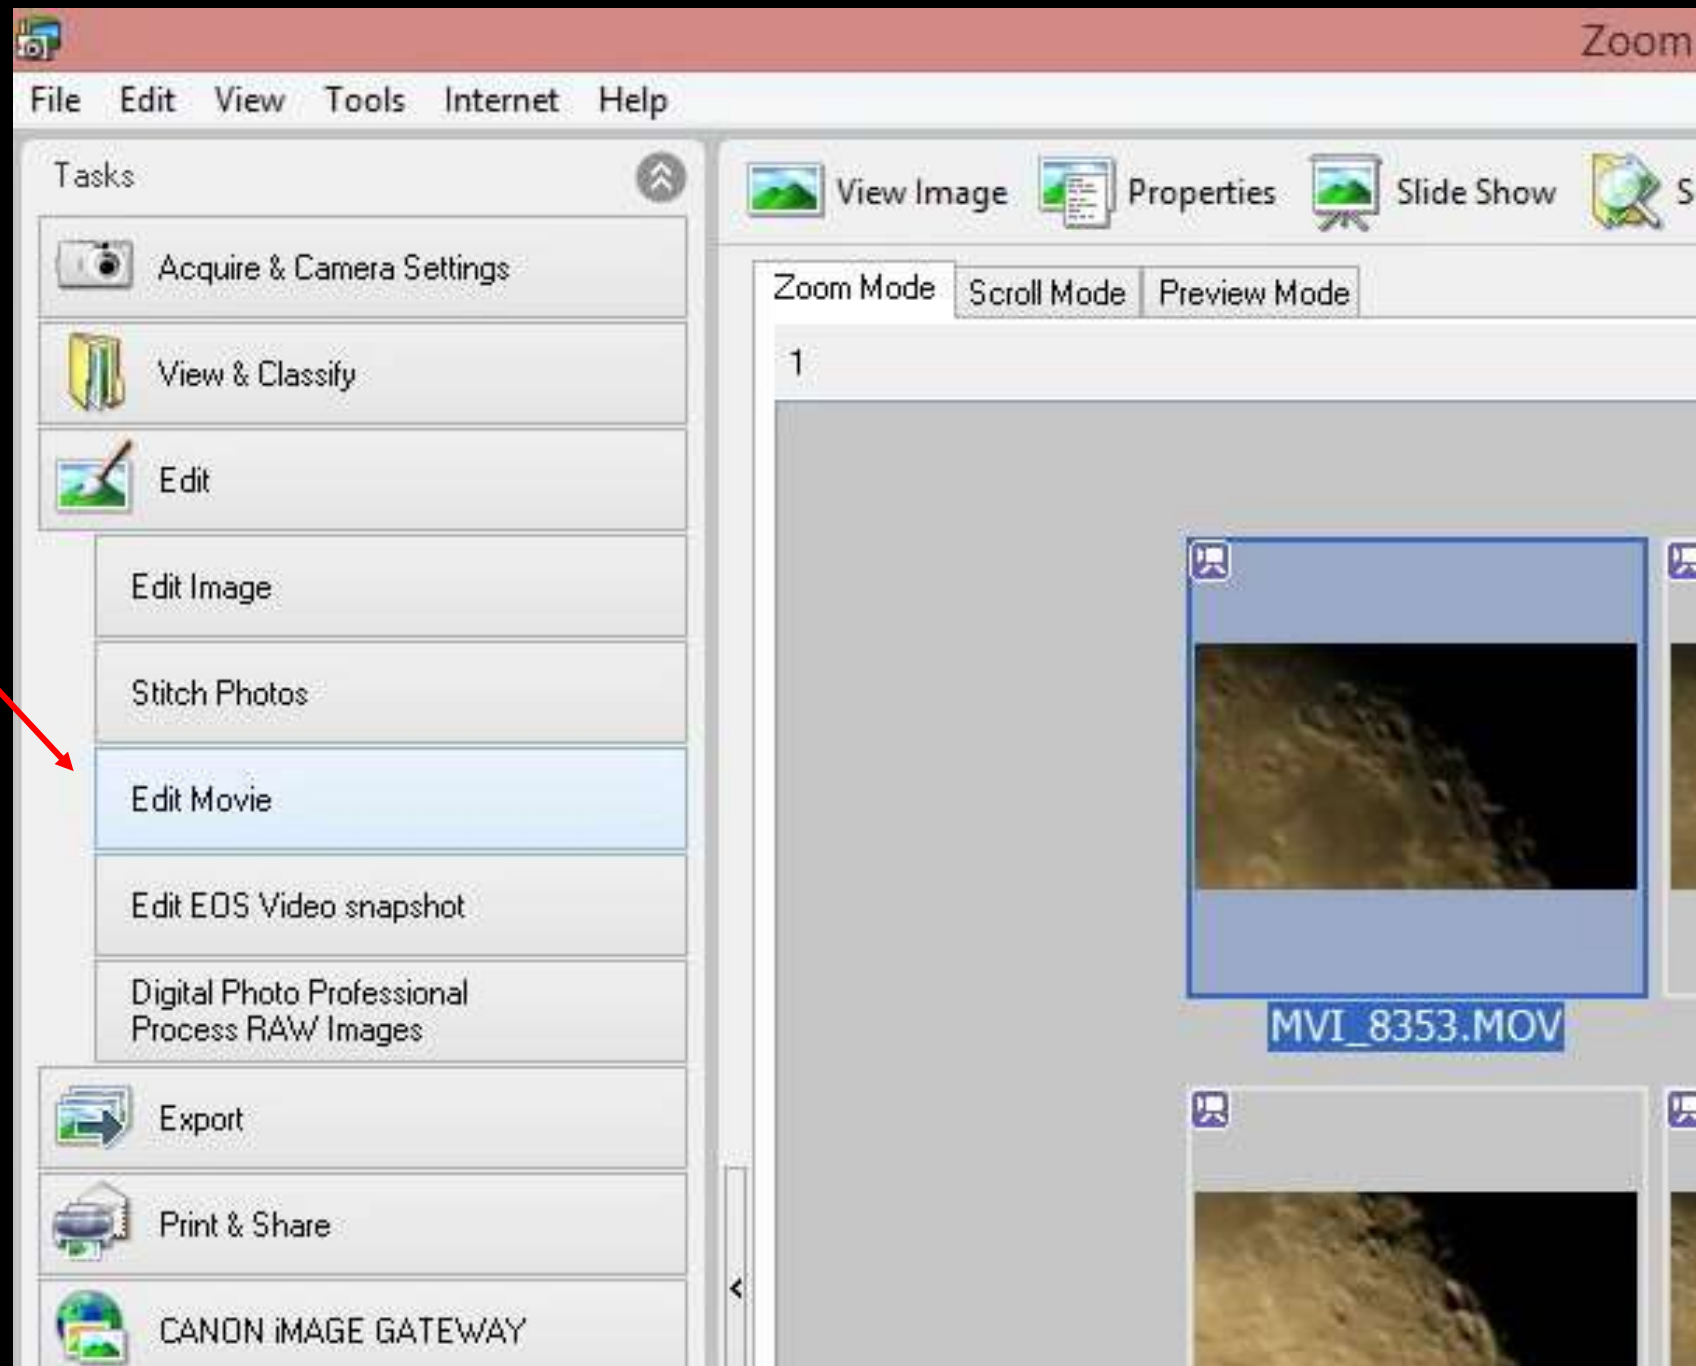 Zoom
File Edit View Tools Internet Help
Tasks
Acquire & Camera Settings
View & Classify
Edit
Edit Image
Stitch Photos
Edit Movie
Edit EOS Video snapshot
Digital Photo Professional
Process RAW Images
Export
Print & Share
CANON iMAGE GATEWAY
View Image Properties Slide Show S
Zoom Mode Scroll Mode Preview Mode
1
MVI_8353.MOV